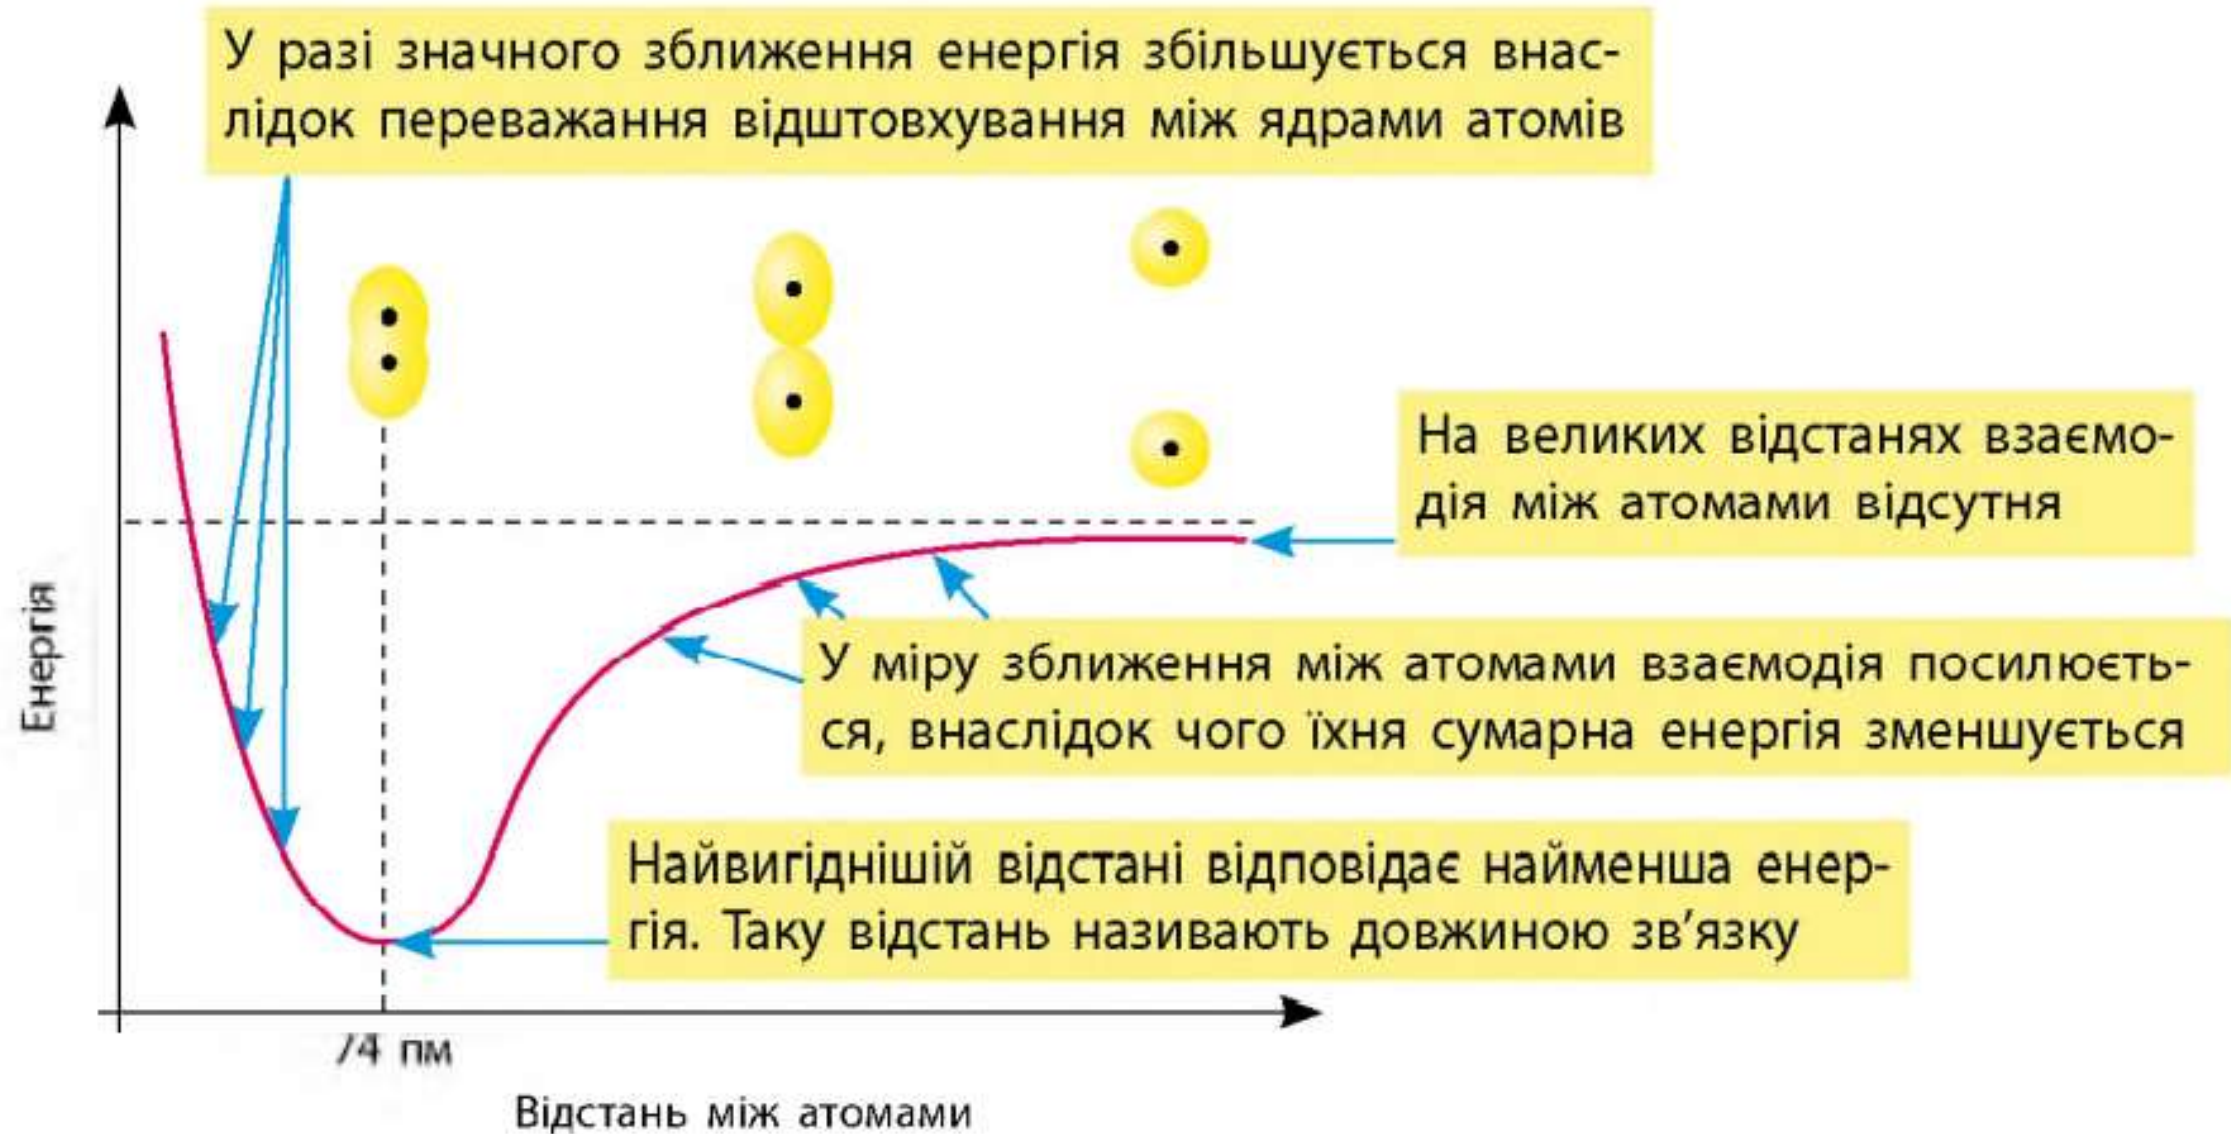 У разі значного зближення енергія збільшується внас-
лідок переважання відштовхування між ядрами атомів
На великих відстанях взаємо-
дія між атомами відсутня
Енергія
У міру зближення між атомами взаємодія посилюєть-
ся, внаслідок чого їхня сумарна енергія зменшується
Найвигіднішій відстані відповідає найменша енер-
гія. Таку відстань називають довжиною зв’язку
74 пм
Відстань між атомами